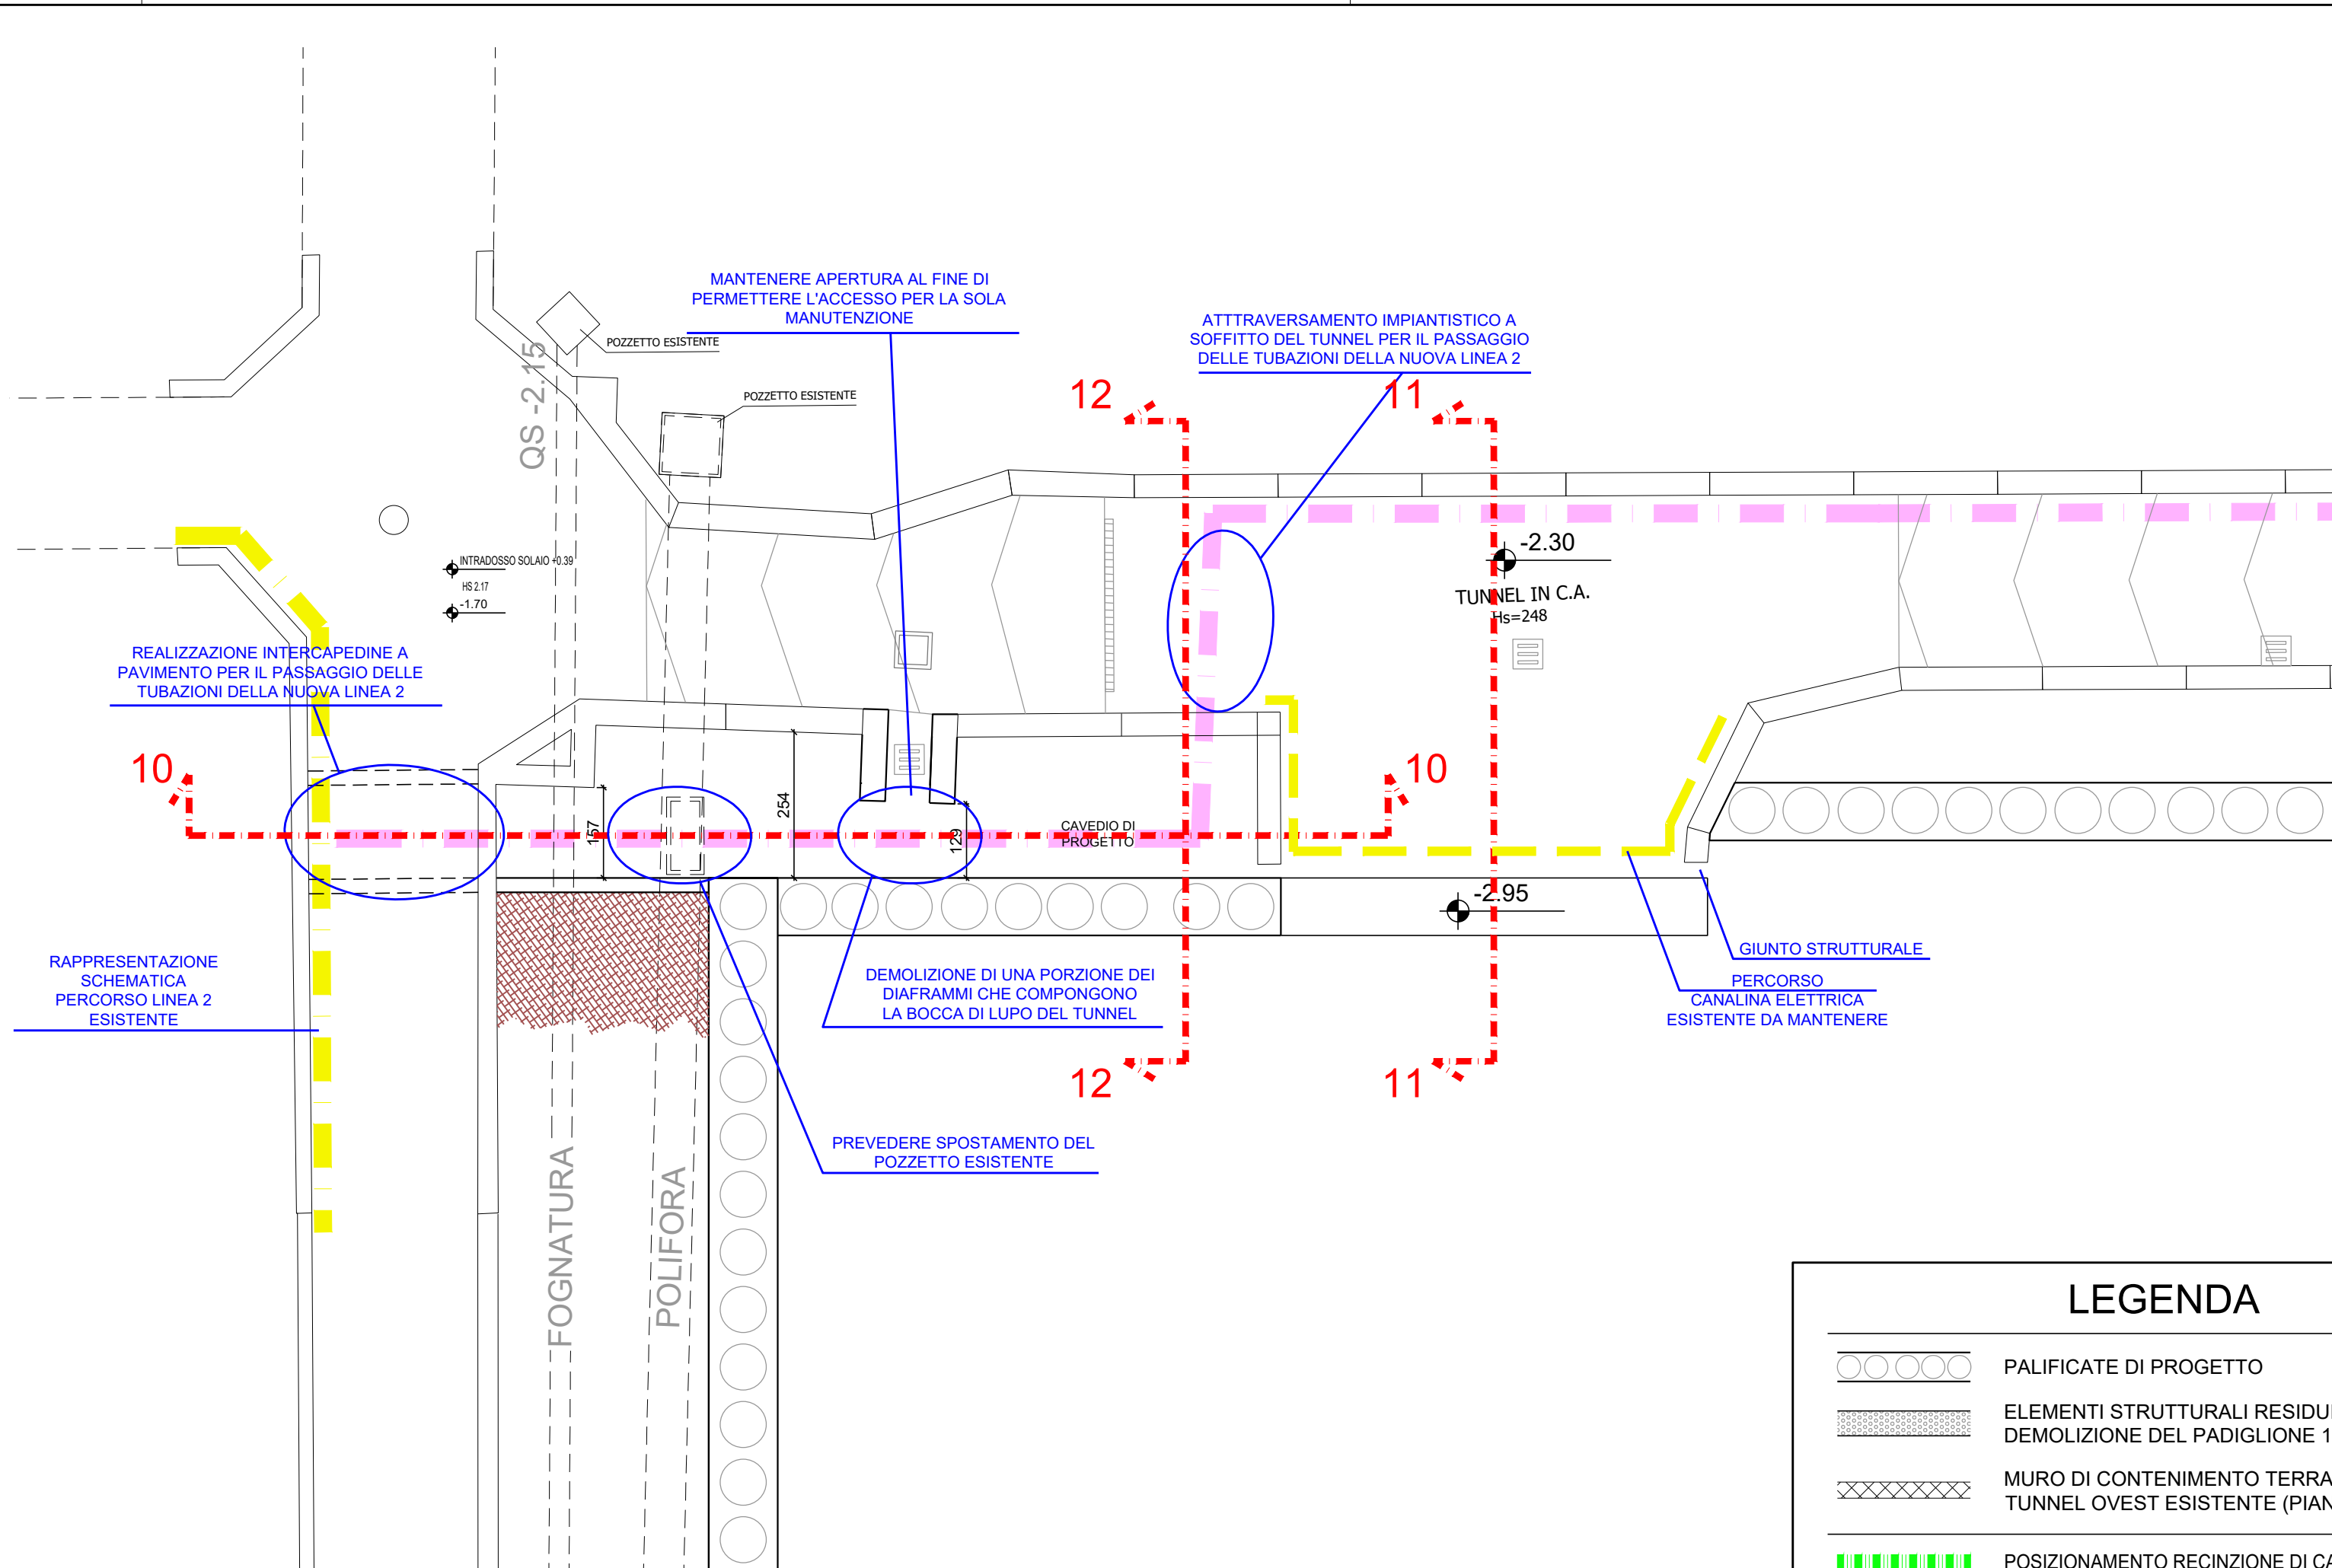 MANTENERE APERTURA AL FINE DI
PERMETTERE L'ACCESSO PER LA SOLA
MANUTENZIONE
ATTTRAVERSAMENTO IMPIANTISTICO A
SOFFITTO DEL TUNNEL PER IL PASSAGGIO
DELLE TUBAZIONI DELLA NUOVA LINEA 2
POZZETTO ESISTENTE
POZZETTO ESISTENTE
QS -2.15
12
11
INTRADOSSO SOLAIO +0.39
HS 2.17
-1.70
-2.30
TUNNEL IN C.A.
Hs=248
REALIZZAZIONE INTERCAPEDINE A
PAVIMENTO PER IL PASSAGGIO DELLE
TUBAZIONI DELLA NUOVA LINEA 2
10
10
157
254
129
CAVEDIO DI
PROGETTO
-2.95
RAPPRESENTAZIONE
SCHEMATICA
PERCORSO LINEA 2
ESISTENTE
DEMOLIZIONE DI UNA PORZIONE DEI
DIAFRAMMI CHE COMPONGONO
LA BOCCA DI LUPO DEL TUNNEL
GIUNTO STRUTTURALE
PERCORSO
CANALINA ELETTRICA
ESISTENTE DA MANTENERE
12
11
PREVEDERE SPOSTAMENTO DEL
POZZETTO ESISTENTE
FOGNATURA
POLIFORA
LEGENDA
PALIFICATE DI PROGETTO
ELEMENTI STRUTTURALI RESIDU
DEMOLIZIONE DEL PADIGLIONE 1
MURO DI CONTENIMENTO TERRA
TUNNEL OVEST ESISTENTE (PIAN
POSIZIONAMENTO RECINZIONE DI CA